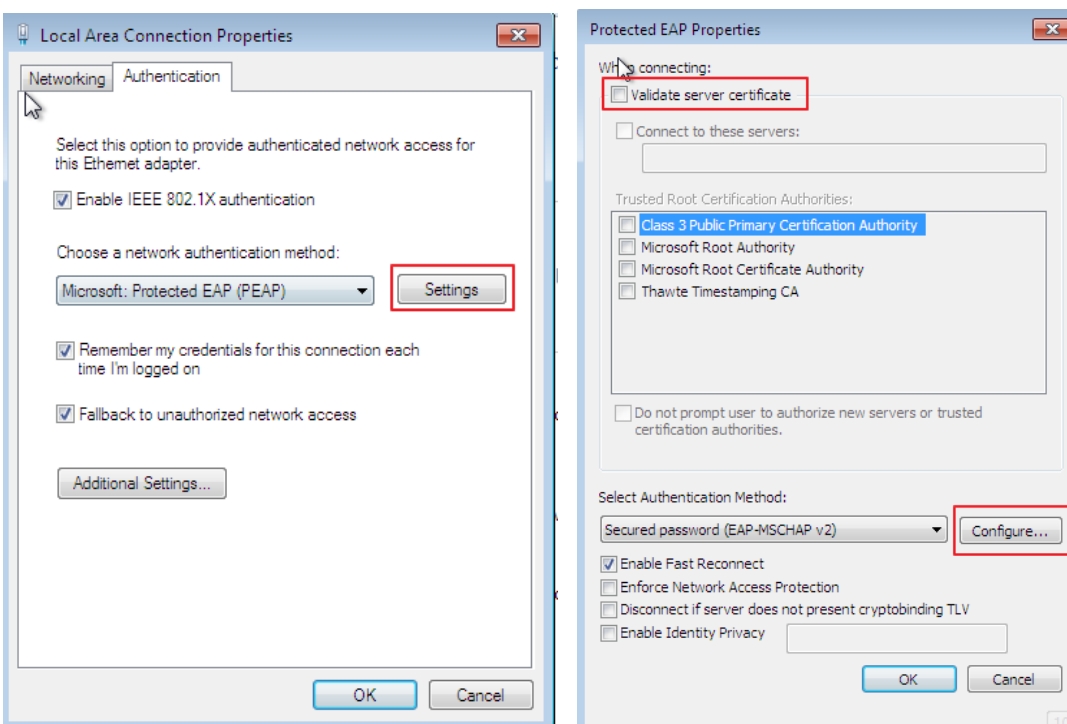 Local Area Connection Properties
Networking
Authentication
Select this option to provide authenticated network access for
this Ethernet adapter.
Enable IEEE 802.1X authentication
Choose a network authentication method:
Microsoft: Protected EAP (PEAP)
Settings
Remember my credentials for this connection each
time I'm logged on
Fallback to unauthorized network access
Additional Settings...
OK
Cancel
Protected EAP Properties
When connecting:
Validate server certificate
Connect to these servers:
Trusted Root Certification Authorities:
Class 3 Public Primary Certification Authority
Microsoft Root Authority
Microsoft Root Certificate Authority
Thawte Timestamping CA
Do not prompt user to authorize new servers or trusted
certification authorities.
Select Authentication Method:
Secured password (EAP-MSCHAP v2)
Configure...
Enable Fast Reconnect
Enforce Network Access Protection
Disconnect if server does not present cryptobinding TLV
Enable Identity Privacy
OK
Cancel